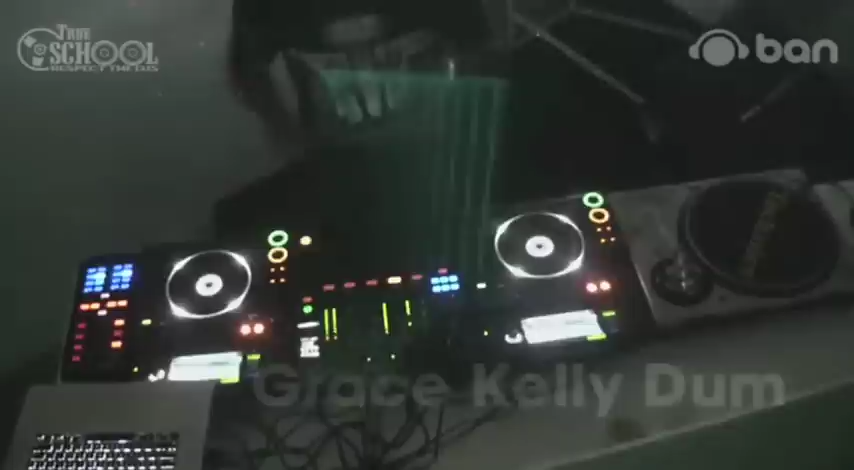 TRUE
SCHOOL
RESPECT THE DJS
ban
Grace Kelly Dum